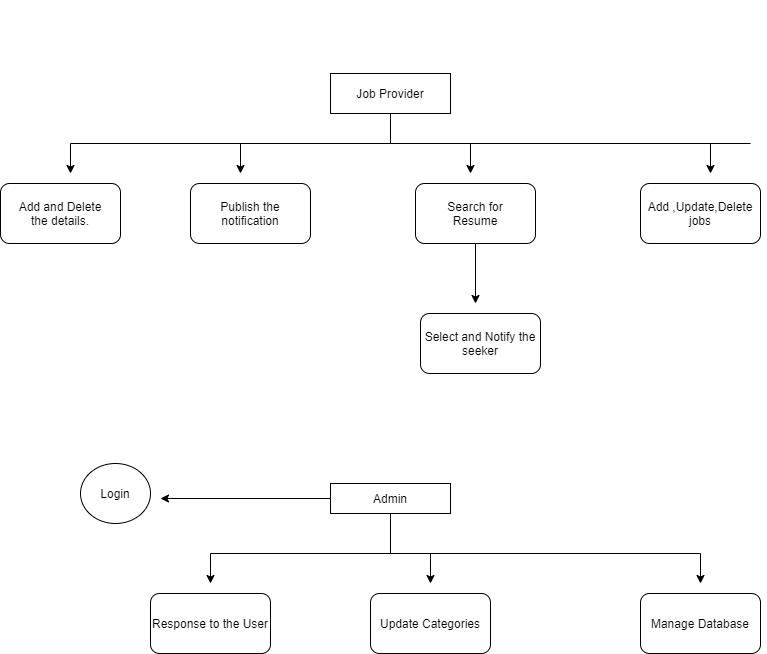 Job Provider
Add and Delete
the details.
Publish the
notification
Search for
Resume
Add ,Update,Delete
jobs
Select and Notify the
seeker
Login
Admin
Response to the User
Update Categories
Manage Database